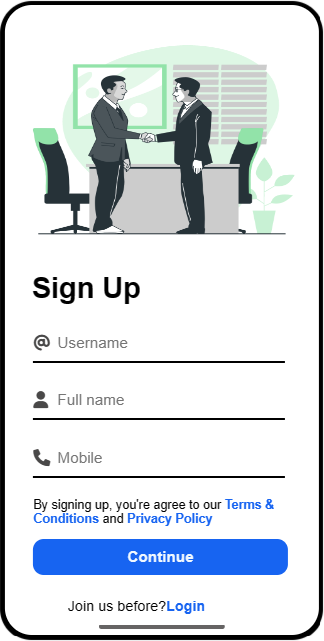 Sign Up
Username
Full name
Mobile
By signing up, you're agree to our Terms &
Conditions and Privacy Policy
Continue
Join us before?Login